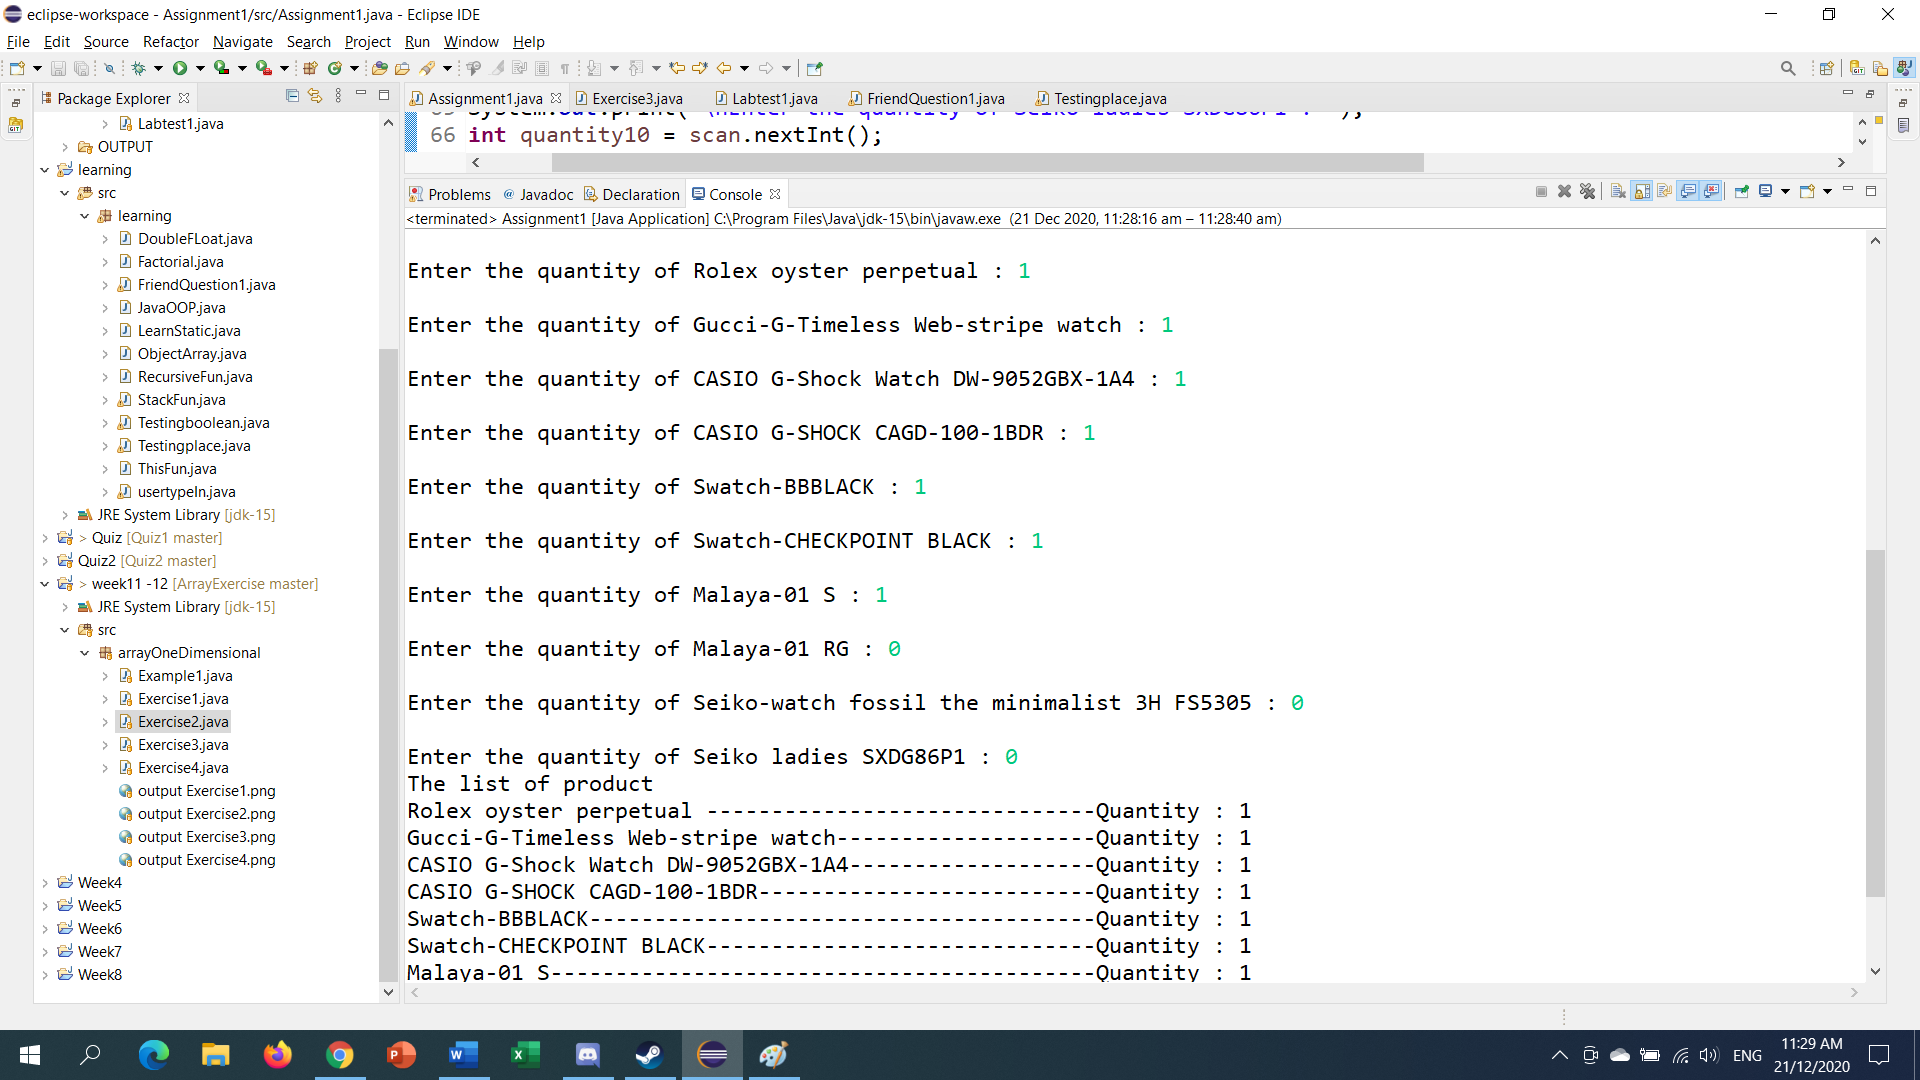 eclipse-workspace - Assignment1/src/Assignment1.java - Eclipse IDE
File Edit Source Refactor Navigate Search Project Run Window Help
Package Explorer
Labtest1.java
OUTPUT
learning
src
learning
DoubleFLoat.java
Factorial.java
FriendQuestion1.java
JavaOOP.java
LearnStatic.java
ObjectArray.java
RecursiveFun.java
StackFun.java
Testingboolean.java
Testingplace.java
ThisFun.java
usertypeIn.java
JRE System Library [jdk-15]
> Quiz [Quiz1 master]
Quiz2 [Quiz2 master]
> week11 -12 [ArrayExercise master]
JRE System Library [jdk-15]
src
arrayOneDimensional
Example1.java
Exercise1.java
Exercise2.java
Exercise3.java
Exercise4.java
output Exercise1.png
output Exercise2.png
output Exercise3.png
output Exercise4.png
Week4
Week5
Week6
Week7
Week8
Assignment1.java Exercise3.java Labtest1.java FriendQuestion1.java Testingplace.java
65 System.out.print("\nEnter the quantity of Seiko ladies SXDG86P1 : ");
66 int quantity10 = scan.nextInt();
Problems @ Javadoc Declaration Console
<terminated> Assignment1 [Java Application] C:\Program Files\Java\jdk-15\bin\javaw.exe (21 Dec 2020, 11:28:16 am – 11:28:40 am)
Enter the quantity of Rolex oyster perpetual : 1
Enter the quantity of Gucci-G-Timeless Web-stripe watch : 1
Enter the quantity of CASIO G-Shock Watch DW-9052GBX-1A4 : 1
Enter the quantity of CASIO G-SHOCK CAGD-100-1BDR : 1
Enter the quantity of Swatch-BBBLACK : 1
Enter the quantity of Swatch-CHECKPOINT BLACK : 1
Enter the quantity of Malaya-01 S : 1
Enter the quantity of Malaya-01 RG : 0
Enter the quantity of Seiko-watch fossil the minimalist 3H FS5305 : 0
Enter the quantity of Seiko ladies SXDG86P1 : 0
The list of product
Rolex oyster perpetual ------------------------------Quantity : 1
Gucci-G-Timeless Web-stripe watch--------------------Quantity : 1
CASIO G-Shock Watch DW-9052GBX-1A4-------------------Quantity : 1
CASIO G-SHOCK CAGD-100-1BDR--------------------------Quantity : 1
Swatch-BBBLACK---------------------------------------Quantity : 1
Swatch-CHECKPOINT BLACK------------------------------Quantity : 1
Malaya-01 S------------------------------------------Quantity : 1
ENG
11:29 AM
21/12/2020